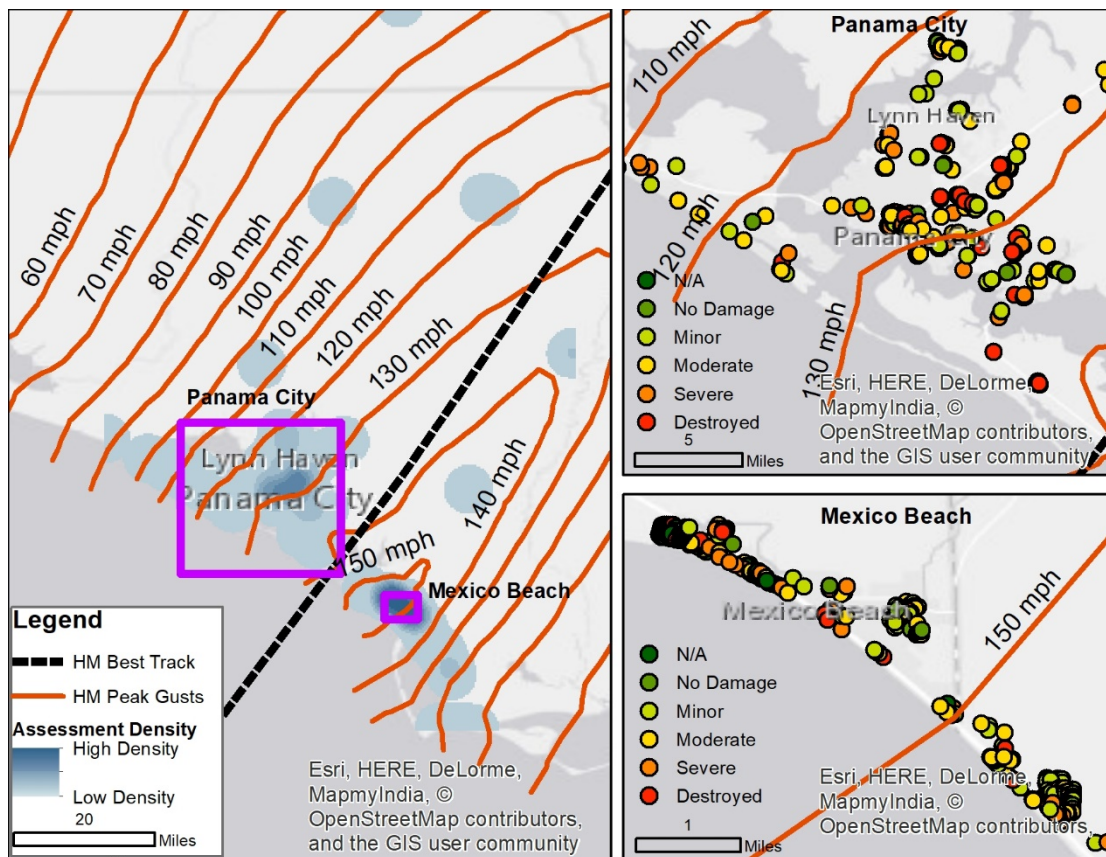 60 mph
70 mph
80 mph
90 mph
100 mph
110 mph
120 mph
130 mph
140 mph
150 mph
Panama City
Lynn Haven
Panama City
Mexico Beach
Legend
HM Best Track
HM Peak Gusts
Assessment Density
High Density
Low Density
20
Miles
Esri, HERE, DeLorme,
MapmyIndia, ©
OpenStreetMap contributors,
and the GIS user community
Panama City
110 mph
Lynn Haven
120 mph
Panama City
130 mph
N/A
No Damage
Minor
Moderate
Severe
Destroyed
5
Miles
Esri, HERE, DeLorme,
MapmyIndia, ©
OpenStreetMap contributors,
and the GIS user community
Mexico Beach
Mexico Beach
150 mph
N/A
No Damage
Minor
Moderate
Severe
Destroyed
1
Miles
Esri, HERE, DeLorme,
MapmyIndia, ©
OpenStreetMap contributors,